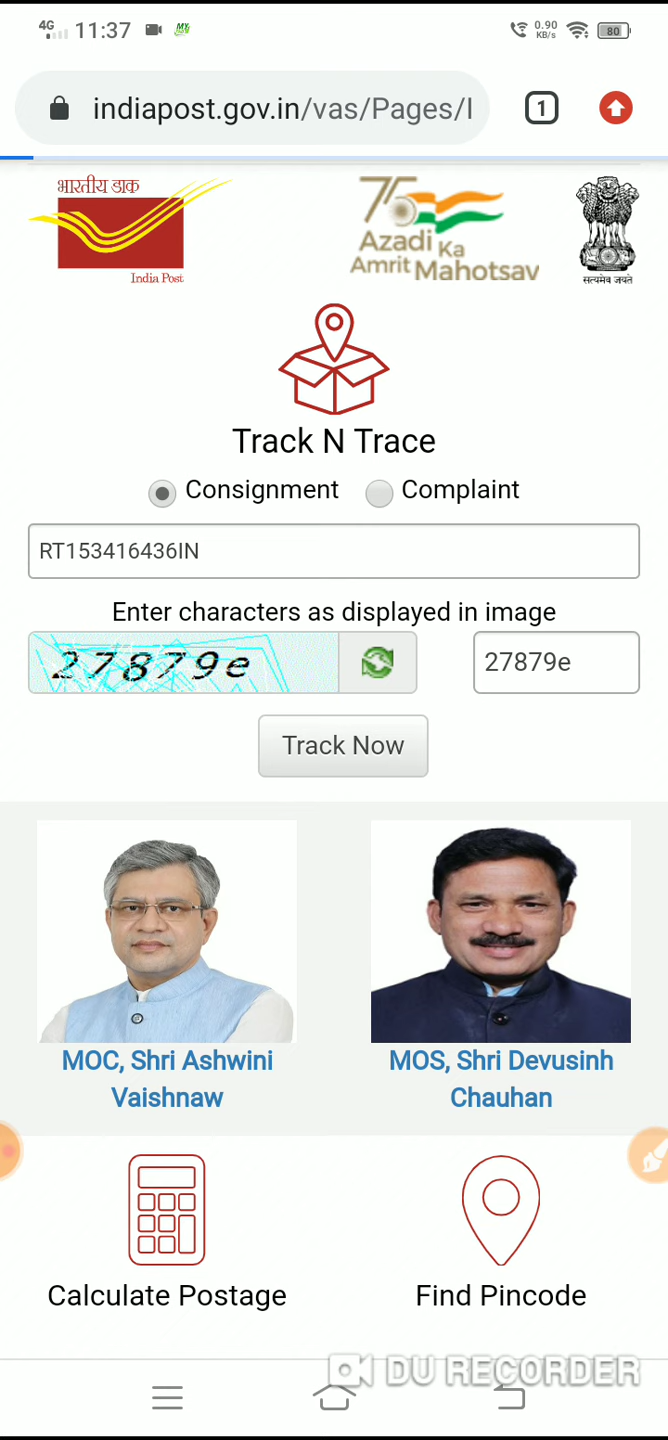 4G 11:37 MY 0.90 KB/s 80
indiapost.gov.in/vas/Pages/I 1
भारतीय डाक
India Post
75
Azadi Ka
Amrit Mahotsav
सत्यमेव जयते
Track N Trace
Consignment Complaint
RT153416436IN
Enter characters as displayed in image
27879e 27879e
Track Now
MOC, Shri Ashwini
Vaishnaw
MOS, Shri Devusinh
Chauhan
Calculate Postage Find Pincode
DU RECORDER